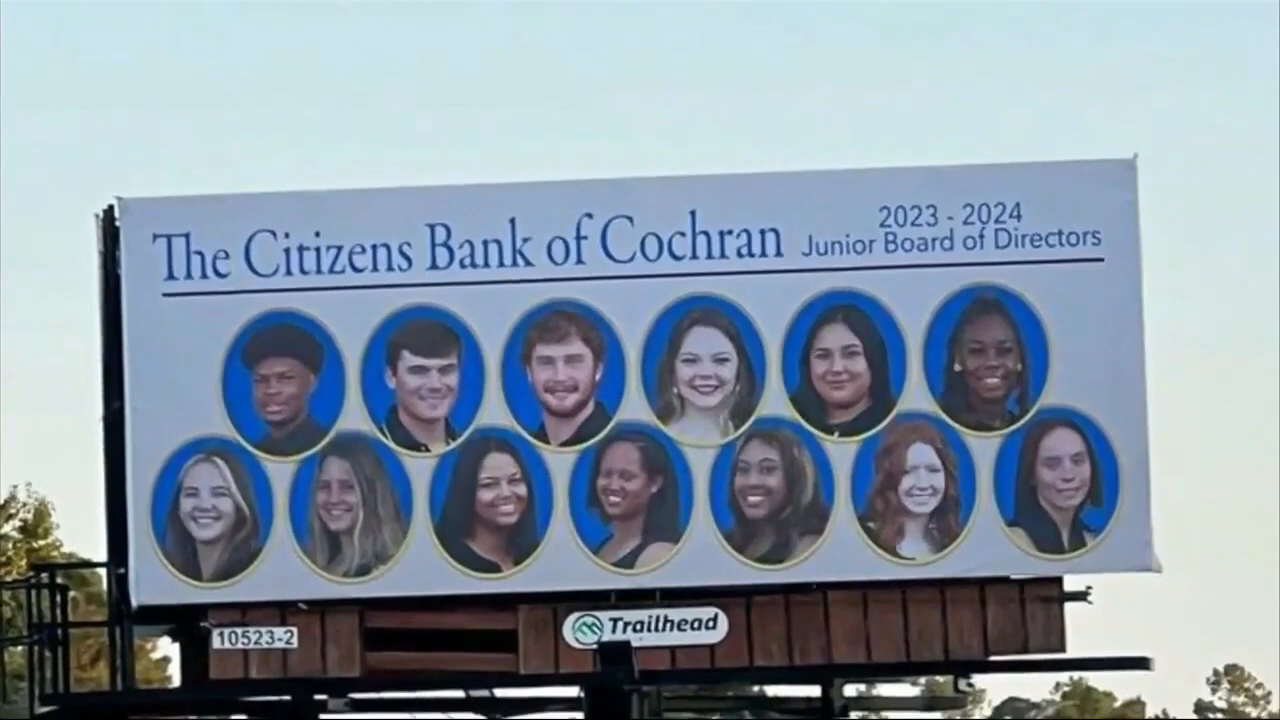 The Citizens Bank of Cochran
2023 - 2024
Junior Board of Directors
10523-2
Trailhead